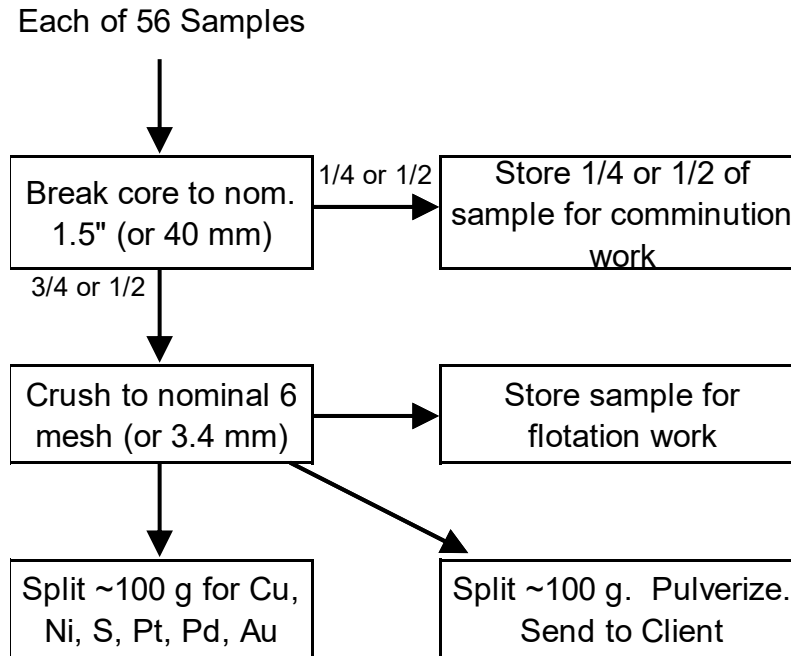 Each of 56 Samples
Break core to nom.
1.5" (or 40 mm)
1/4 or 1/2
Store 1/4 or 1/2 of
sample for comminution
work
3/4 or 1/2
Crush to nominal 6
mesh (or 3.4 mm)
Store sample for
flotation work
Split ~100 g for Cu,
Ni, S, Pt, Pd, Au
Split ~100 g.  Pulverize.
Send to Client